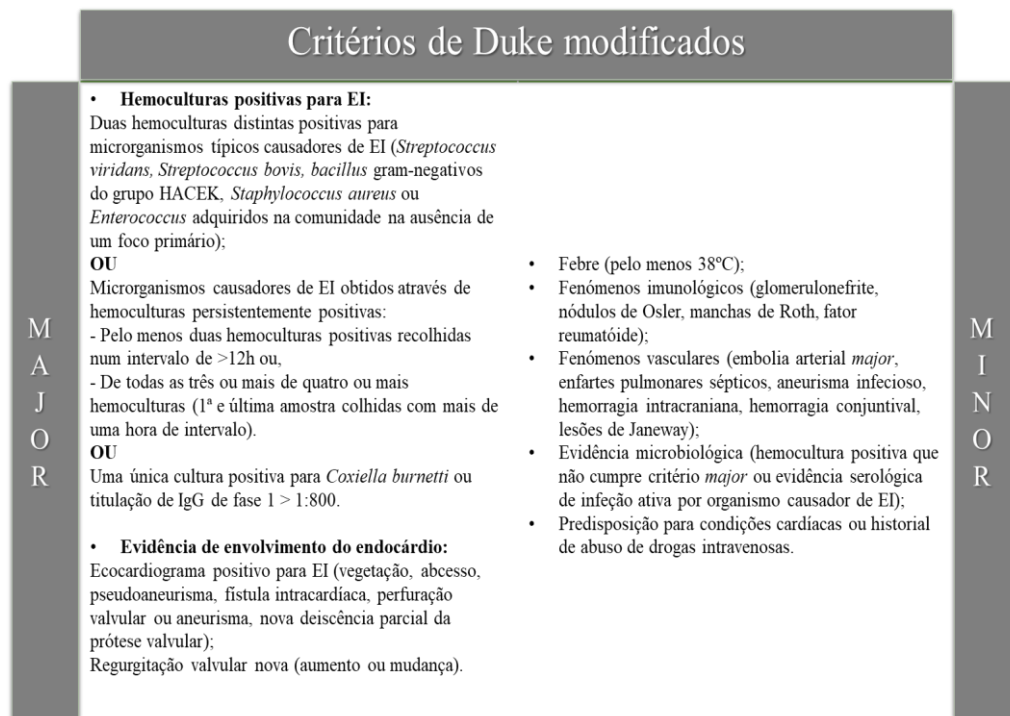 Critérios de Duke modificados
MAJOR
• Hemoculturas positivas para EI:
Duas hemoculturas distintas positivas para
microrganismos típicos causadores de EI (Streptococcus
viridans, Streptococcus bovis, bacillus gram-negativos
do grupo HACEK, Staphylococcus aureus ou
Enterococcus adquiridos na comunidade na ausência de
um foco primário);
OU
Microrganismos causadores de EI obtidos através de
hemoculturas persistentemente positivas:
- Pelo menos duas hemoculturas positivas recolhidas
num intervalo de >12h ou,
- De todas as três ou mais de quatro ou mais
hemoculturas (1ª e última amostra colhidas com mais de
uma hora de intervalo).
OU
Uma única cultura positiva para Coxiella burnetti ou
titulação de IgG de fase 1 > 1:800.
• Evidência de envolvimento do endocárdio:
Ecocardiograma positivo para EI (vegetação, abcesso,
pseudoaneurisma, fístula intracardíaca, perfuração
valvular ou aneurisma, nova deiscência parcial da
prótese valvular);
Regurgitação valvular nova (aumento ou mudança).
• Febre (pelo menos 38ºC);
• Fenómenos imunológicos (glomerulonefrite,
nódulos de Osler, manchas de Roth, fator
reumatóide);
• Fenómenos vasculares (embolia arterial major,
enfartes pulmonares sépticos, aneurisma infecioso,
hemorragia intracraniana, hemorragia conjuntival,
lesões de Janeway);
• Evidência microbiológica (hemocultura positiva que
não cumpre critério major ou evidência serológica
de infeção ativa por organismo causador de EI);
• Predisposição para condições cardíacas ou historial
de abuso de drogas intravenosas.
MINOR